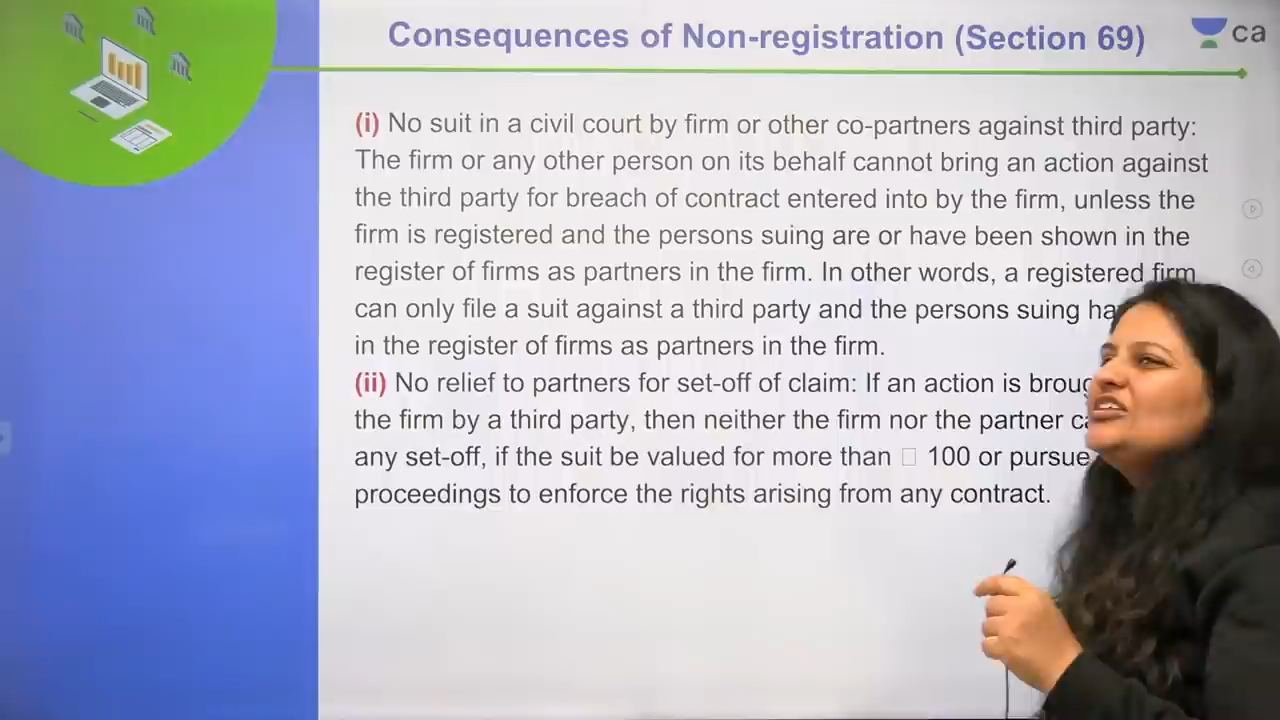 Consequences of Non-registration (Section 69)
ca
(i) No suit in a civil court by firm or other co-partners against third party:
The firm or any other person on its behalf cannot bring an action against
the third party for breach of contract entered into by the firm, unless the
firm is registered and the persons suing are or have been shown in the
register of firms as partners in the firm. In other words, a registered firm
can only file a suit against a third party and the persons suing
in the register of firms as partners in the firm.
(ii) No relief to partners for set-off of claim: If an action is
the firm by a third party, then neither the firm nor the partner
any set-off, if the suit be valued for more than □ 100 or pursue
proceedings to enforce the rights arising from any contract.